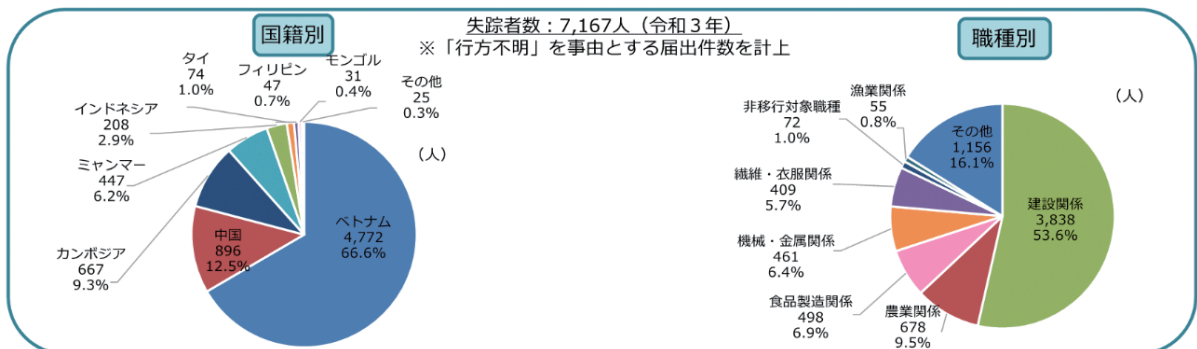 失踪者数：7,167人（令和３年）
※「行方不明」を事由とする届出件数を計上
国籍別
タイ
74
1.0%
フィリピン
47
0.7%
モンゴル
31
0.4%
その他
25
0.3%
インドネシア
208
2.9%
ミャンマー
447
6.2%
カンボジア
667
9.3%
中国
896
12.5%
ベトナム
4,772
66.6%
（人）
職種別
（人）
漁業関係
55
0.8%
非移行対象職種
72
1.0%
その他
1,156
16.1%
繊維・衣服関係
409
5.7%
機械・金属関係
461
6.4%
食品製造関係
498
6.9%
農業関係
678
9.5%
建設関係
3,838
53.6%